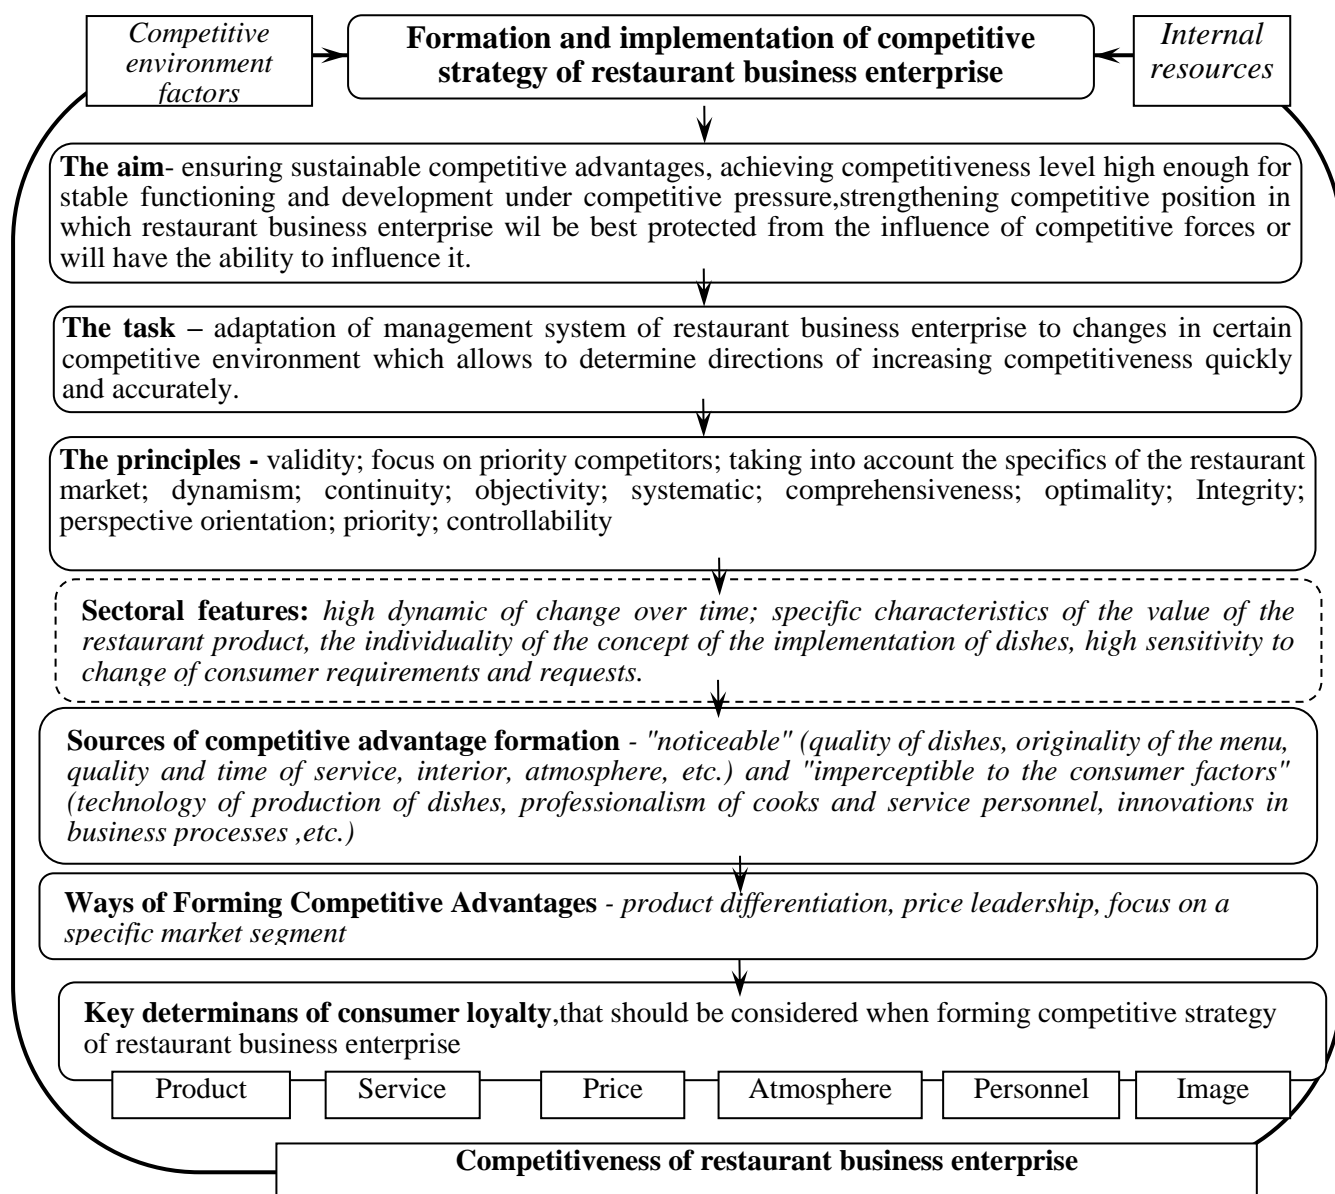 Competitive
environment
factors
Formation and implementation of competitive
strategy of restaurant business enterprise
Internal
resources
The aim- ensuring sustainable competitive advantages, achieving competitiveness level high enough for
stable functioning and development under competitive pressure,strengthening competitive position in
which restaurant business enterprise wil be best protected from the influence of competitive forces or
will have the ability to influence it.
The task – adaptation of management system of restaurant business enterprise to changes in certain
competitive environment which allows to determine directions of increasing competitiveness quickly
and accurately.
The principles - validity; focus on priority competitors; taking into account the specifics of the restaurant
market; dynamism; continuity; objectivity; systematic; comprehensiveness; optimality; Integrity;
perspective orientation; priority; controllability
Sectoral features: high dynamic of change over time; specific characteristics of the value of the
restaurant product, the individuality of the concept of the implementation of dishes, high sensitivity to
change of consumer requirements and requests.
Sources of competitive advantage formation - "noticeable" (quality of dishes, originality of the menu,
quality and time of service, interior, atmosphere, etc.) and "imperceptible to the consumer factors"
(technology of production of dishes, professionalism of cooks and service personnel, innovations in
business processes ,etc.)
Ways of Forming Competitive Advantages - product differentiation, price leadership, focus on a
specific market segment
Key determinans of consumer loyalty,that should be considered when forming competitive strategy
of restaurant business enterprise
Product
Service
Price
Atmosphere
Personnel
Image
Competitiveness of restaurant business enterprise